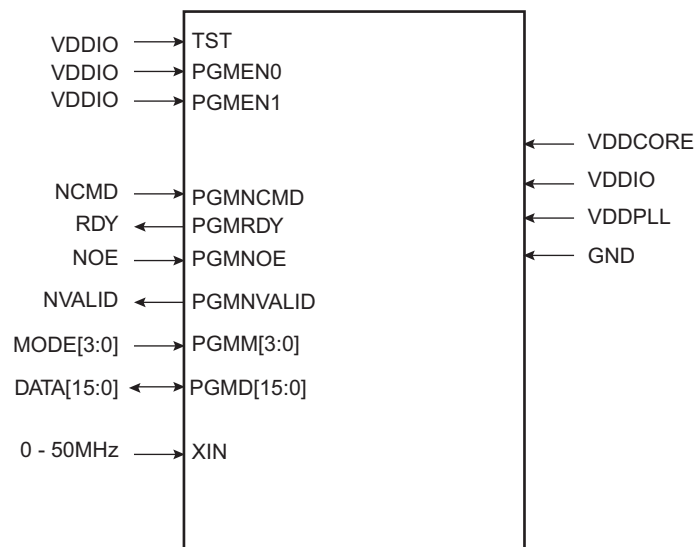 VDDIO TST
VDDIO PGMEN0
VDDIO PGMEN1
VDDCORE
VDDIO
NCMD PGMNCMD
VDDPLL
RDY PGMRDY
NOE PGMNOE
GND
NVALID PGMNVALID
MODE[3:0] PGMM[3:0]
DATA[15:0] PGMD[15:0]
0 - 50MHz XIN